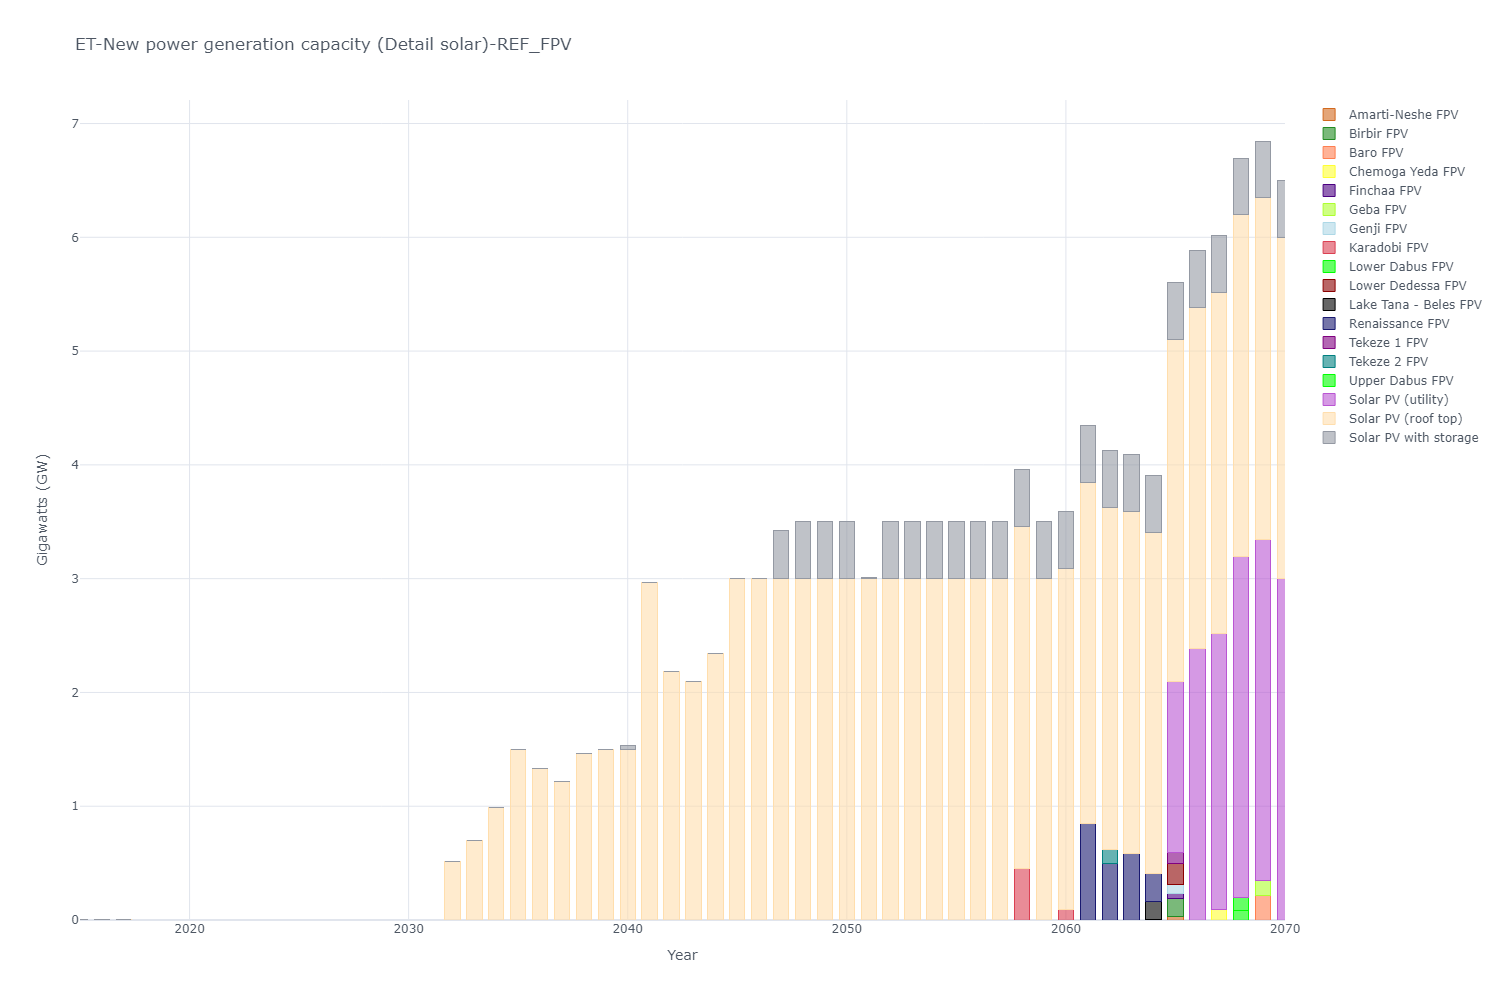 ET-New power generation capacity (Detail solar)-REF_FPV
Gigawatts (GW)
7
6
5
4
3
2
1
0
2020
2030
2040
2050
2060
2070
Year
Amarti-Neshe FPV
Birbir FPV
Baro FPV
Chemoga Yeda FPV
Finchaa FPV
Geba FPV
Genji FPV
Karadobi FPV
Lower Dabus FPV
Lower Dedessa FPV
Lake Tana - Beles FPV
Renaissance FPV
Tekeze 1 FPV
Tekeze 2 FPV
Upper Dabus FPV
Solar PV (utility)
Solar PV (roof top)
Solar PV with storage